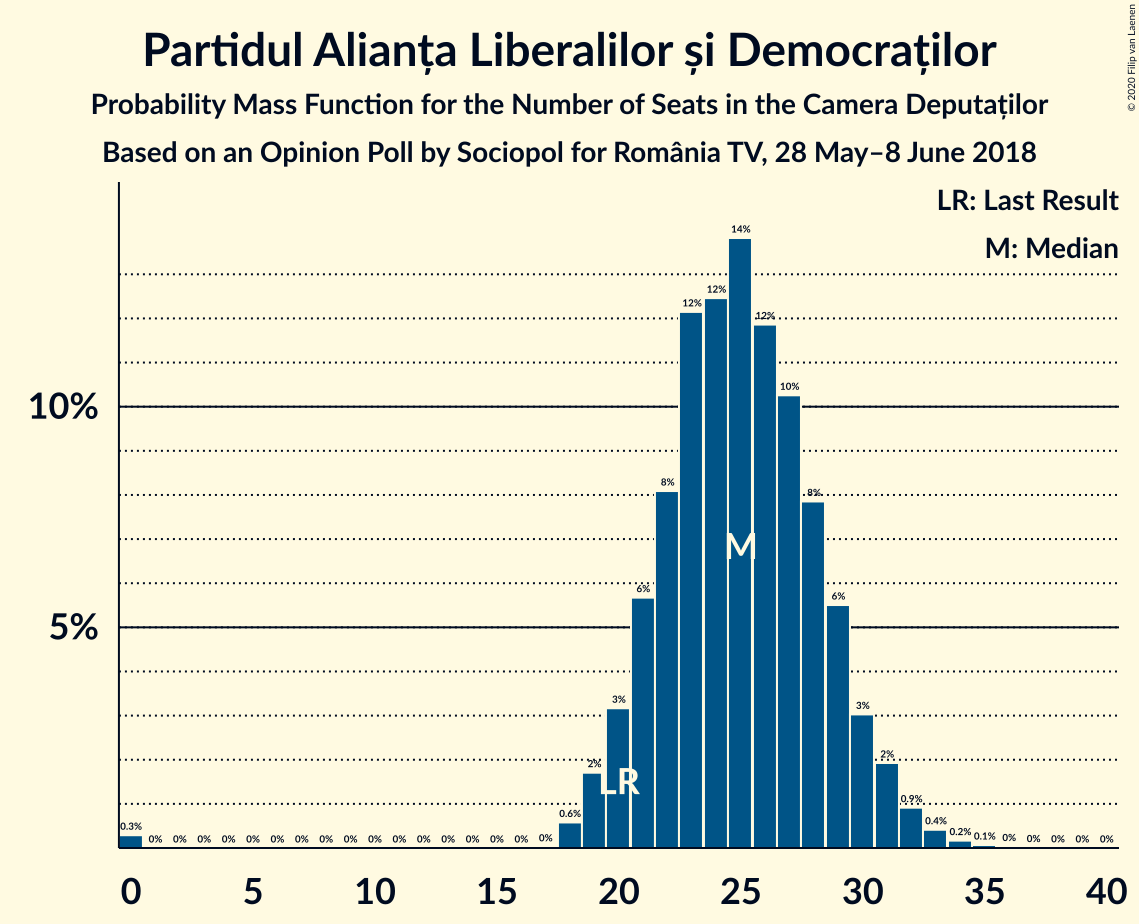 Partidul Alianța Liberalilor și Democraților
Probability Mass Function for the Number of Seats in the Camera Deputaților
Based on an Opinion Poll by Sociopol for România TV, 28 May–8 June 2018
© 2020 Filip van Laenen
LR: Last Result
M: Median
10%
5%
0.3% 0% 0% 0% 0% 0% 0% 0% 0% 0% 0% 0% 0% 0% 0% 0% 0% 0% 0.6% 2% 3% 6% 8% 12% 12% 14% 12% 10% 8% 6% 3% 2% 0.9% 0.4% 0.2% 0.1% 0% 0% 0% 0% 0%
LR
M
0 5 10 15 20 25 30 35 40